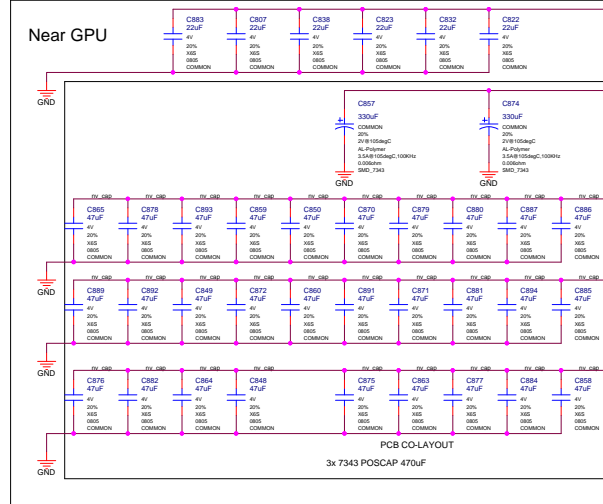 Near GPU
C883 C807 C838 C823 C832 C822
22uF 22uF 22uF 22uF 22uF 22uF
4V 4V 4V 4V 4V 4V
20% 20% 20% 20% 20% 20%
X6S X6S X6S X6S X6S X6S
0805 0805 0805 0805 0805 0805
COMMON COMMON COMMON COMMON COMMON COMMON
GND
C857 C874
330uF 330uF
COMMON COMMON
20% 20%
2V@105degC 2V@105degC
AL-Polymer AL-Polymer
3.5A@105degC,100KHz 3.5A@105degC,100KHz
0.006ohm 0.006ohm
SMD_7343 SMD_7343
GND GND
nv_cap nv_cap nv_cap nv_cap nv_cap nv_cap nv_cap nv_cap nv_cap nv_cap
C865 C878 C893 C859 C850 C870 C879 C880 C887 C886
47uF 47uF 47uF 47uF 47uF 47uF 47uF 47uF 47uF 47uF
4V 4V 4V 4V 4V 4V 4V 4V 4V 4V
20% 20% 20% 20% 20% 20% 20% 20% 20% 20%
X6S X6S X6S X6S X6S X6S X6S X6S X6S X6S
0805 0805 0805 0805 0805 0805 0805 0805 0805 0805
COMMON COMMON COMMON COMMON COMMON COMMON COMMON COMMON COMMON COMMON
GND
nv_cap nv_cap nv_cap nv_cap nv_cap nv_cap nv_cap nv_cap nv_cap nv_cap
C889 C892 C849 C872 C860 C891 C871 C881 C894 C885
47uF 47uF 47uF 47uF 47uF 47uF 47uF 47uF 47uF 47uF
4V 4V 4V 4V 4V 4V 4V 4V 4V 4V
20% 20% 20% 20% 20% 20% 20% 20% 20% 20%
X6S X6S X6S X6S X6S X6S X6S X6S X6S X6S
0805 0805 0805 0805 0805 0805 0805 0805 0805 0805
COMMON COMMON COMMON COMMON COMMON COMMON COMMON COMMON COMMON COMMON
GND
nv_cap nv_cap nv_cap nv_cap nv_cap nv_cap nv_cap nv_cap nv_cap
C876 C882 C864 C848 C875 C863 C877 C884 C858
47uF 47uF 47uF 47uF 47uF 47uF 47uF 47uF 47uF
4V 4V 4V 4V 4V 4V 4V 4V 4V
20% 20% 20% 20% 20% 20% 20% 20% 20%
X6S X6S X6S X6S X6S X6S X6S X6S X6S
0805 0805 0805 0805 0805 0805 0805 0805 0805
COMMON COMMON COMMON COMMON COMMON COMMON COMMON COMMON COMMON
PCB CO-LAYOUT
GND
3x 7343 POSCAP 470uF